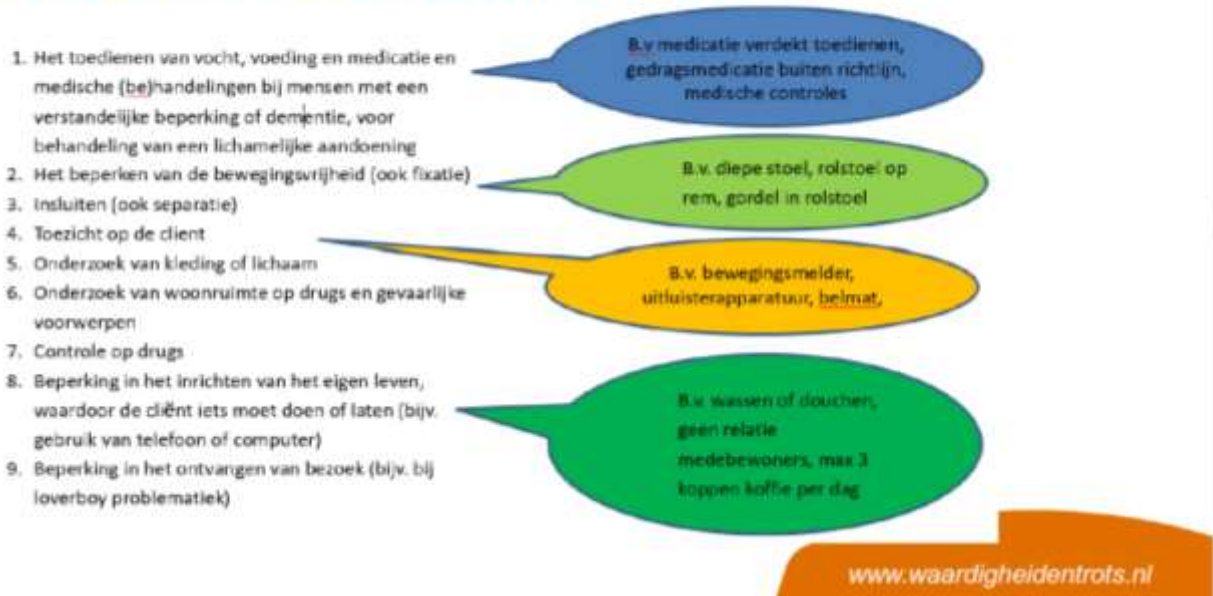 1. Het toedienen van vocht, voeding en medicatie en
medische (be)handelingen bij mensen met een
verstandelijke beperking of dementie, voor
behandeling van een lichamelijke aandoening
2. Het beperken van de bewegingsvrijheid (ook fixatie)
3. Insluiten (ook separatie)
4. Toezicht op de client
5. Onderzoek van kleding of lichaam
6. Onderzoek van woonruimte op drugs en gevaarlijke
voorwerpen
7. Controle op drugs
8. Beperking in het inrichten van het eigen leven,
waardoor de cliënt iets moet doen of laten (bijv.
gebruik van telefoon of computer)
9. Beperking in het ontvangen van bezoek (bijv. bij
loverboy problematiek)
B.v medicatie verdekt toedienen,
gedragsmedicatie buiten richtlijn,
medische controles
B.v. diepe stoel, rolstoel op
rem, gordel in rolstoel
B.v. bewegingsmelder,
uitluisterapparatuur, belmat,
B.v. wassen of douchen,
geen relatie
medebewoners, max 3
koppen koffie per dag
www.waardigheidentrots.nl